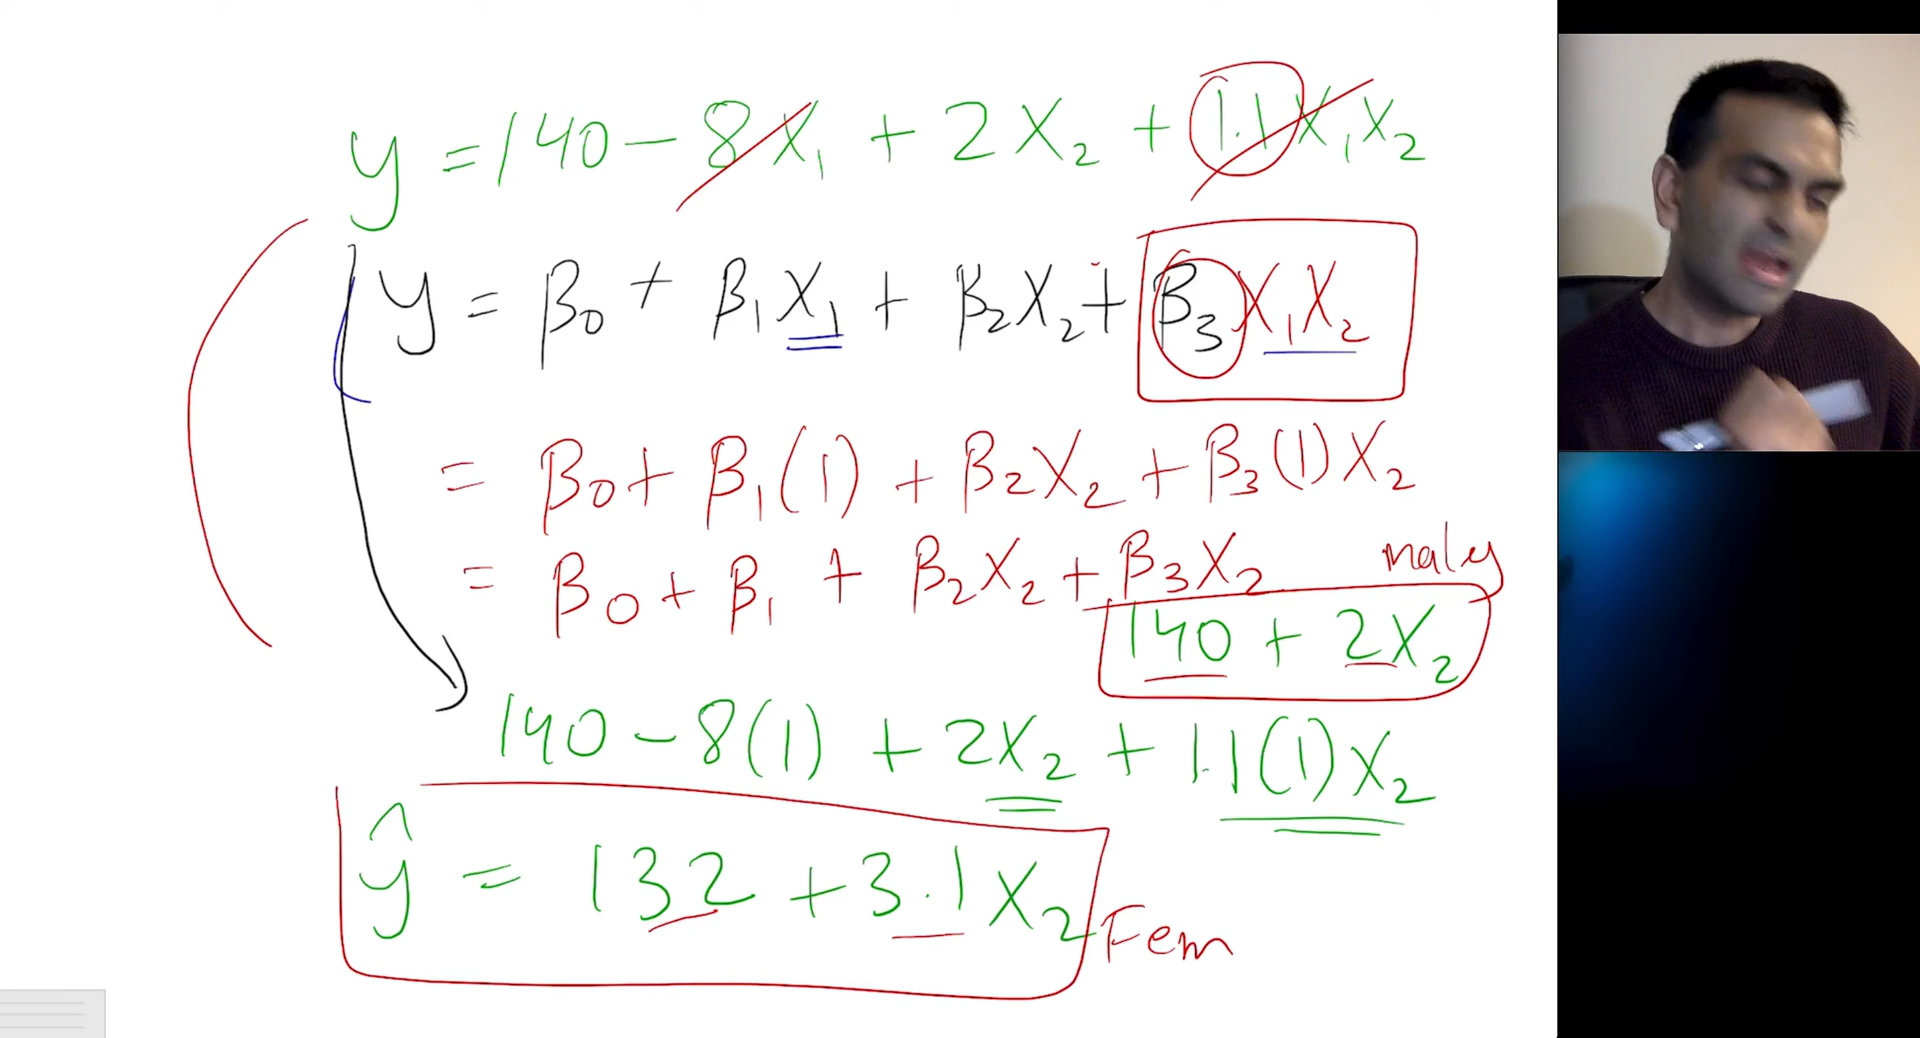 y = 140 - 8X₁ + 2X₂ + 1.1X₁X₂
y = β₀ + β₁X₁ + β₂X₂ + β₃X₁X₂
= β₀ + β₁(1) + β₂X₂ + β₃(1)X₂
= β₀ + β₁ + β₂X₂ + β₃X₂
males
140 + 2X₂
140 - 8(1) + 2X₂ + 1.1(1)X₂
ŷ = 132 + 3.1X₂
Fem